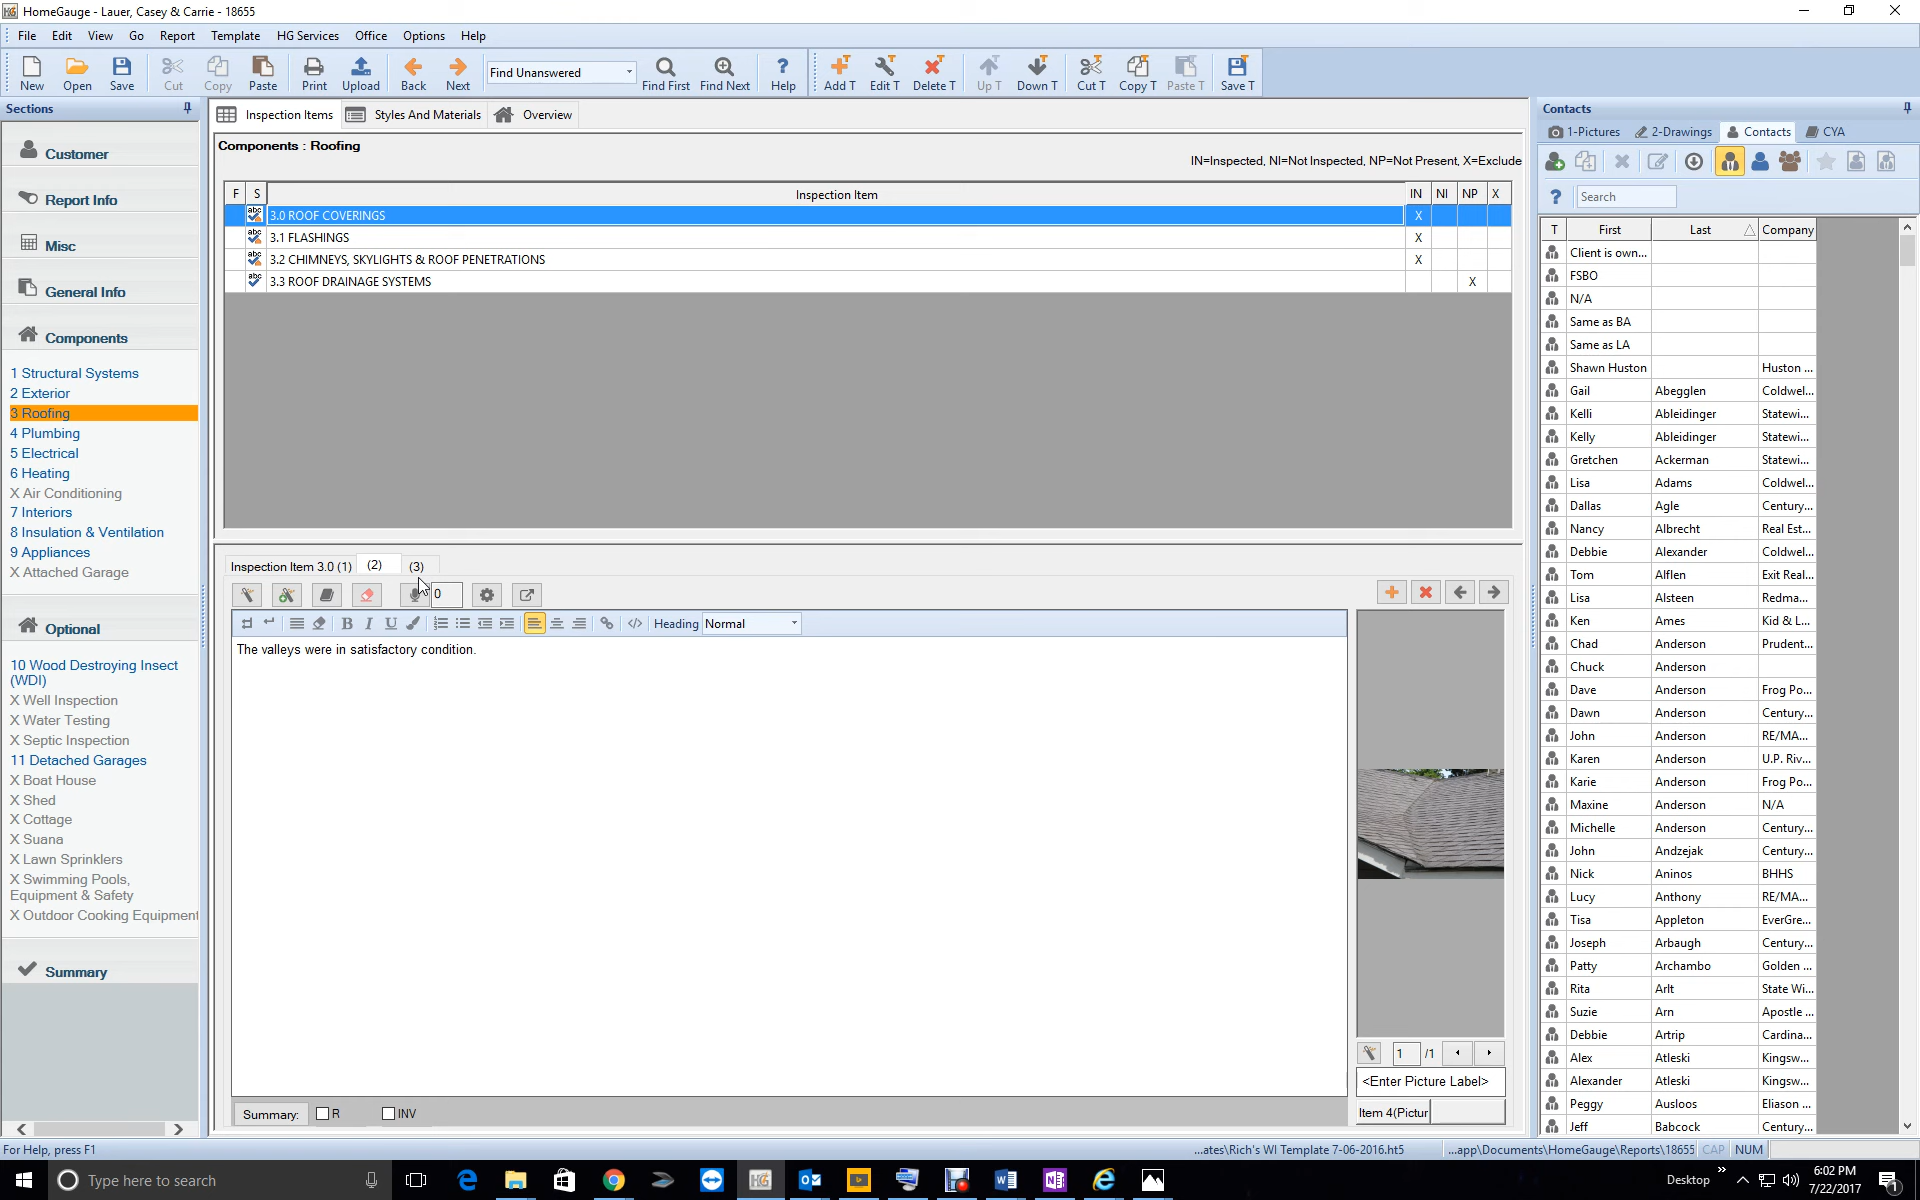 HomeGauge - Lauer, Casey & Carrie - 18655
File Edit View Go Report Template HG Services Office Options Help
New Open Save Cut Copy Paste Print Upload Back Next Find Unanswered Find First Find Next Help Add T Edit T Delete T Up T Down T Cut T Copy T Paste T Save T
Sections
Customer
Report Info
Misc
General Info
Components
1 Structural Systems
2 Exterior
3 Roofing
4 Plumbing
5 Electrical
6 Heating
X Air Conditioning
7 Interiors
8 Insulation & Ventilation
9 Appliances
X Attached Garage
Optional
10 Wood Destroying Insect
(WDI)
X Well Inspection
X Water Testing
X Septic Inspection
11 Detached Garages
X Boat House
X Shed
X Cottage
X Suana
X Lawn Sprinklers
X Swimming Pools,
Equipment & Safety
X Outdoor Cooking Equipment
Summary
Inspection Items Styles And Materials Overview
Components : Roofing
IN=Inspected, NI=Not Inspected, NP=Not Present, X=Exclude
F S Inspection Item IN NI NP X
3.0 ROOF COVERINGS X
3.1 FLASHINGS X
3.2 CHIMNEYS, SKYLIGHTS & ROOF PENETRATIONS X
3.3 ROOF DRAINAGE SYSTEMS X
Inspection Item 3.0 (1) (2) (3)
0
B I U Heading Normal
The valleys were in satisfactory condition.
1 /1
<Enter Picture Label>
Item 4(Pictur
Summary: R INV
Contacts
1-Pictures 2-Drawings Contacts CYA
? Search
T First Last Company
Client is own...
FSBO
N/A
Same as BA
Same as LA
Shawn Huston Huston ...
Gail Abegglen Coldwel...
Kelli Ableidinger Statewi...
Kelly Ableidinger Statewi...
Gretchen Ackerman Statewi...
Lisa Adams Coldwel...
Dallas Agle Century...
Nancy Albrecht Real Est...
Debbie Alexander Coldwel...
Tom Alflen Exit Real...
Lisa Alsteen Redma...
Ken Ames Kid & L...
Chad Anderson Prudent...
Chuck Anderson
Dave Anderson Frog Po...
Dawn Anderson Century...
John Anderson RE/MA...
Karen Anderson U.P. Riv...
Karie Anderson Frog Po...
Maxine Anderson N/A
Michelle Anderson Century...
John Andzejak Century...
Nick Aninos BHHS
Lucy Anthony RE/MA...
Tisa Appleton EverGre...
Joseph Arbaugh Century...
Patty Archambo Golden ...
Rita Arlt State Wi...
Suzie Arn Apostle ...
Debbie Artrip Cardina...
Alex Atleski Kingsw...
Alexander Atleski Kingsw...
Peggy Ausloos Eliason ...
Jeff Babcock Century...
For Help, press F1 ...ates\Rich's WI Template 7-06-2016.ht5 ...app\Documents\HomeGauge\Reports\18655 CAP NUM
Type here to search Desktop 6:02 PM
7/22/2017 1